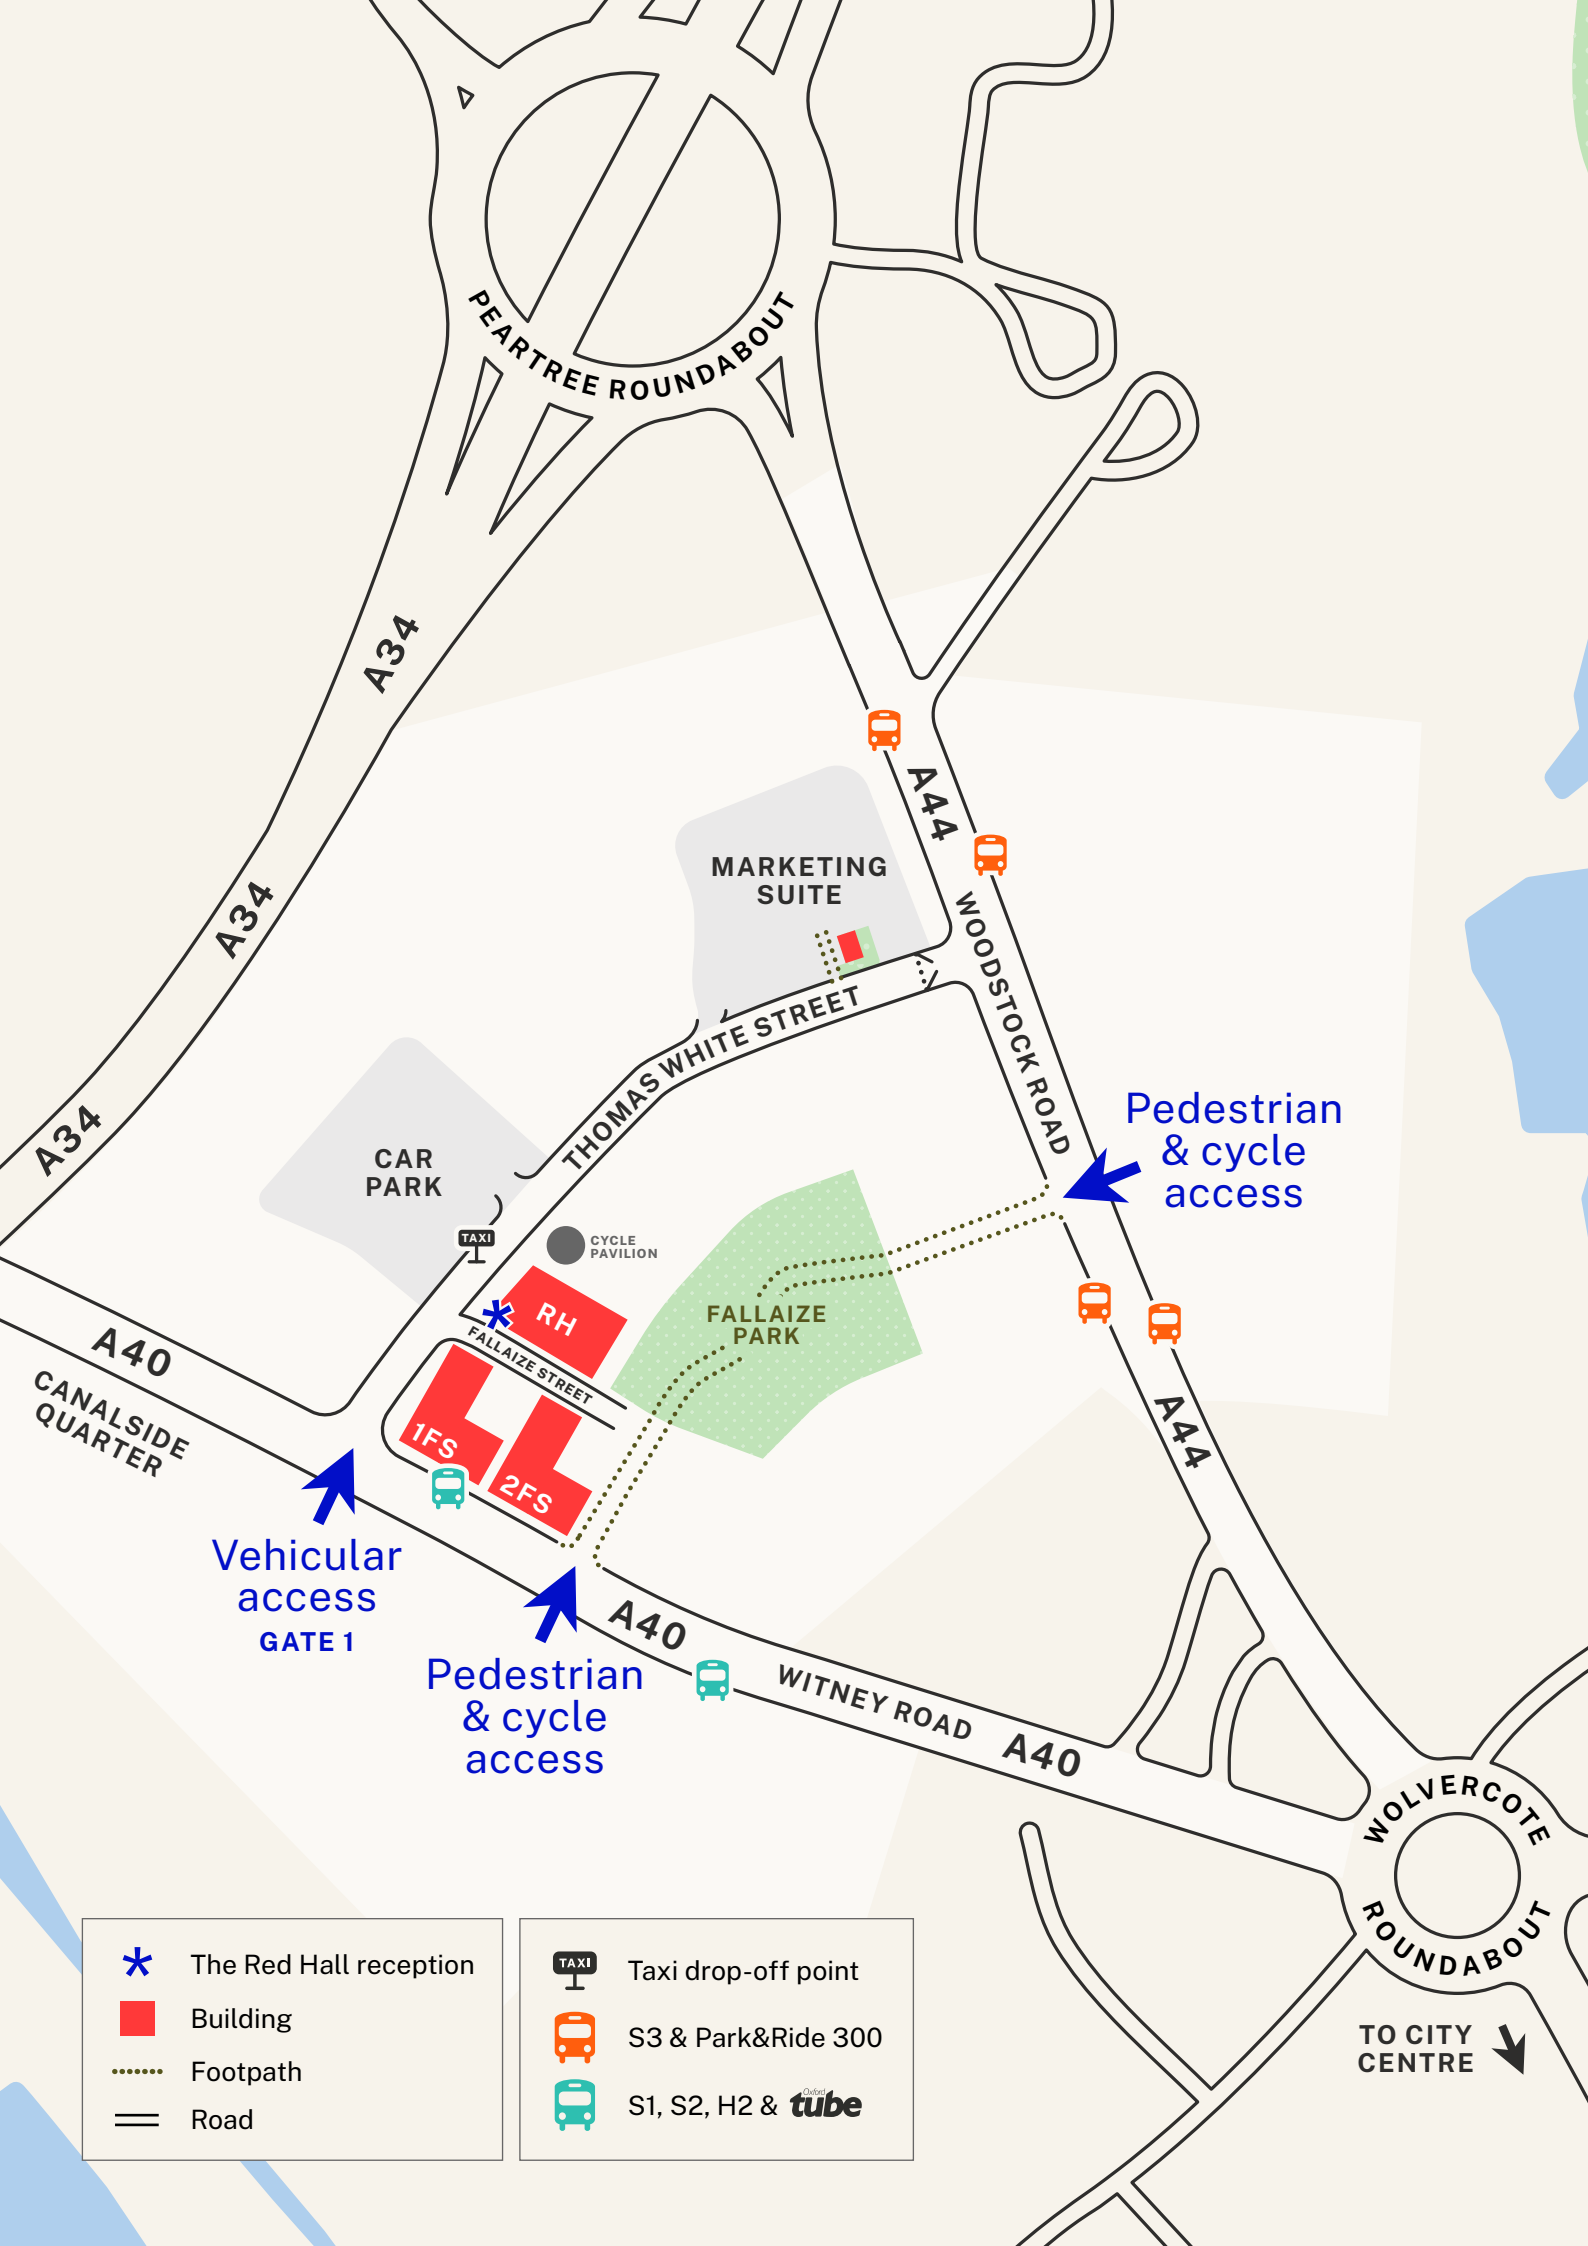 PEARTREE ROUNDABOUT
A34
A44
MARKETING
SUITE
A34
WOODSTOCK ROAD
THOMAS WHITE STREET
A34
Pedestrian
& cycle
access
CAR
PARK
TAXI
CYCLE
PAVILION
RH
FALLAIZE
PARK
FALLAIZE STREET
A40
CANALSIDE
QUARTER
1FS
2FS
A44
Vehicular
access
GATE 1
A40
Pedestrian
& cycle
access
WITNEY ROAD
A40
WOLVERCOTE
ROUNDABOUT
The Red Hall reception
Building
Footpath
Road
TAXI
Taxi drop-off point
S3 & Park&Ride 300
S1, S2, H2 & Oxford tube
TO CITY
CENTRE